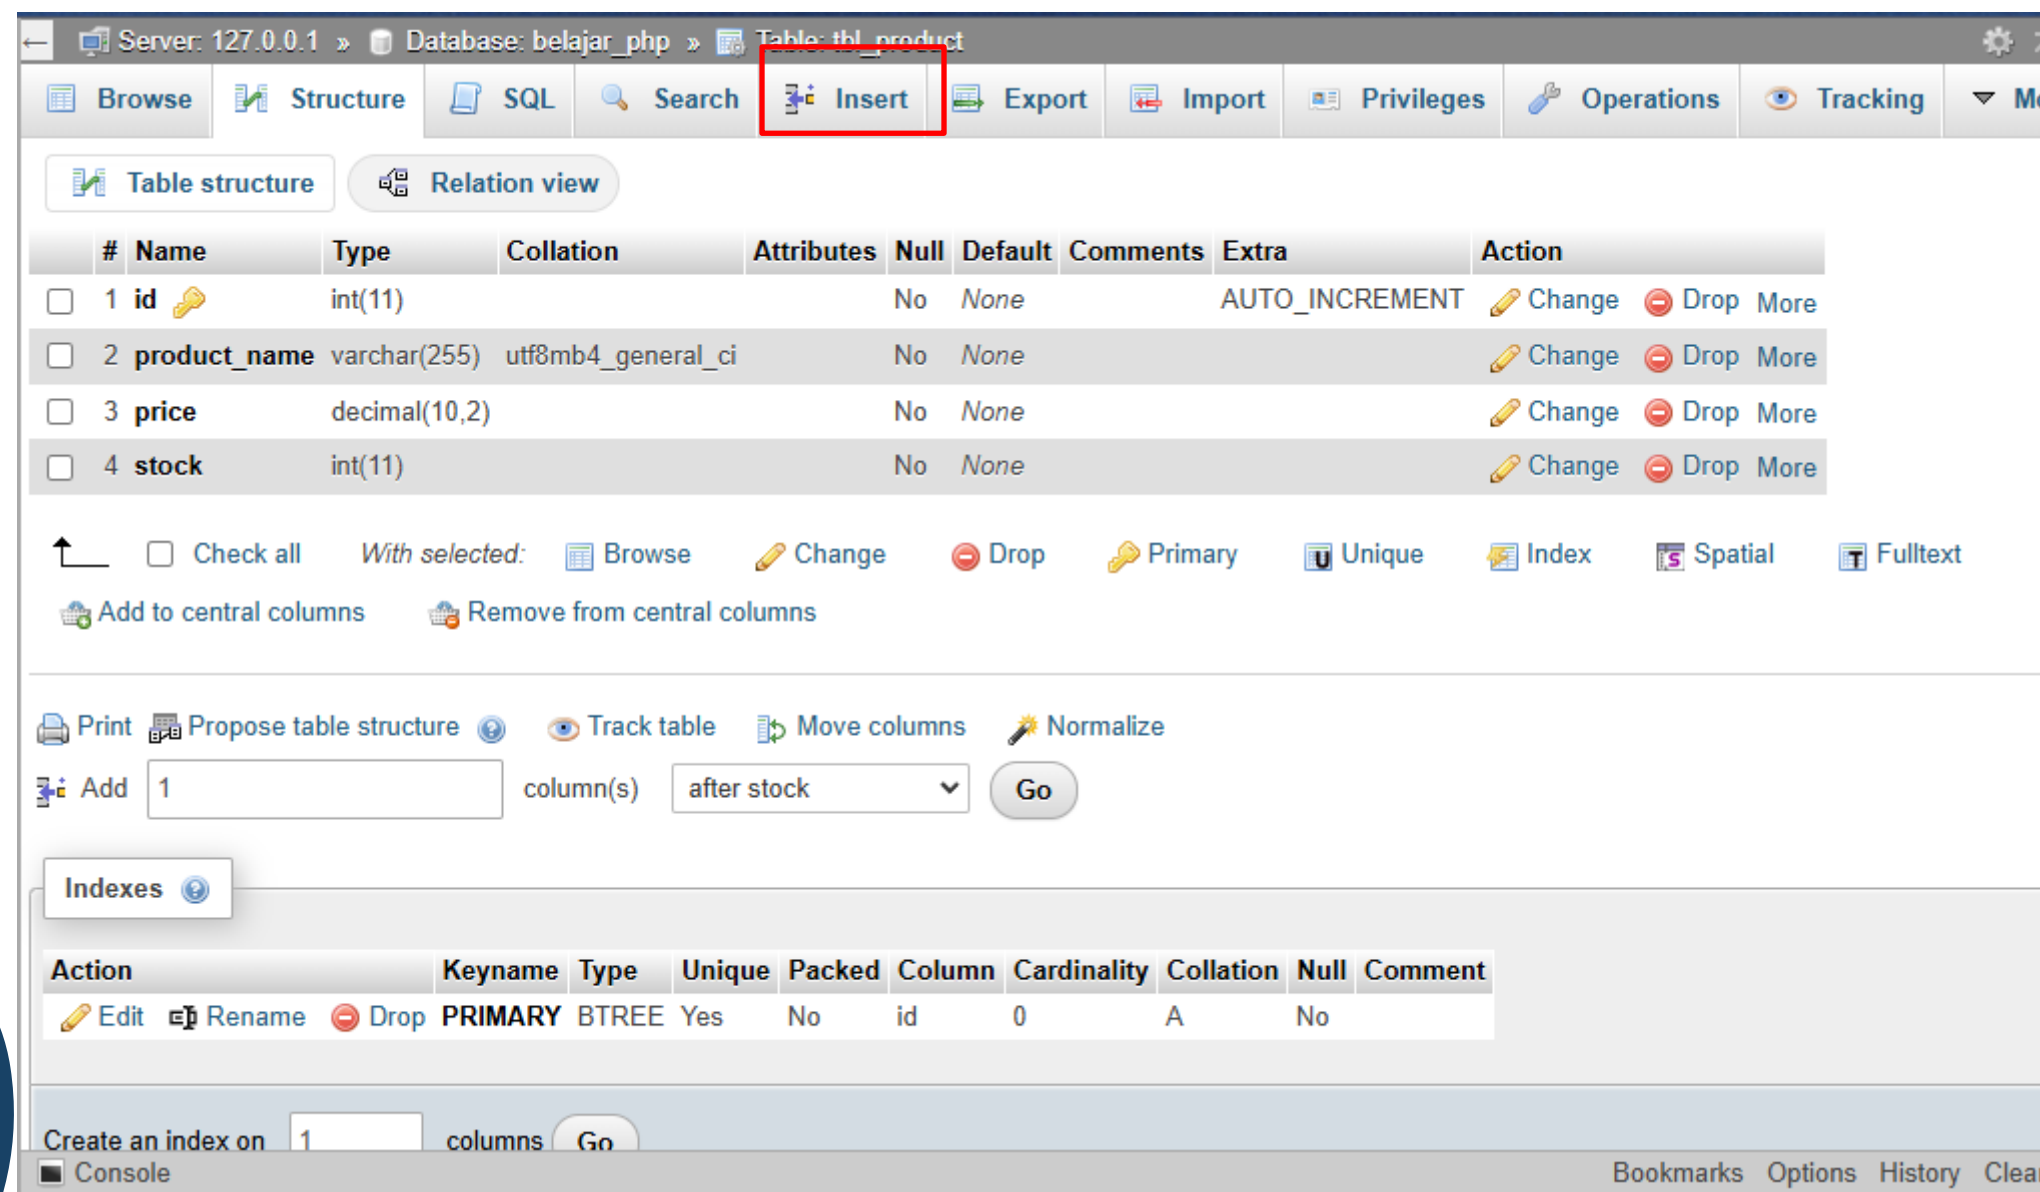 ← Server: 127.0.0.1 » Database: belajar_php » Table: tbl_product
Browse Structure SQL Search Insert Export Import Privileges Operations Tracking
Table structure Relation view
# Name Type Collation Attributes Null Default Comments Extra Action
1 id int(11) No None AUTO_INCREMENT Change Drop More
2 product_name varchar(255) utf8mb4_general_ci No None Change Drop More
3 price decimal(10,2) No None Change Drop More
4 stock int(11) No None Change Drop More
Check all With selected: Browse Change Drop Primary Unique Index Spatial Fulltext
Add to central columns Remove from central columns
Print Propose table structure Track table Move columns Normalize
Add 1 column(s) after stock Go
Indexes
Action Keyname Type Unique Packed Column Cardinality Collation Null Comment
Edit Rename Drop PRIMARY BTREE Yes No id 0 A No
Create an index on 1 columns Go
Console Bookmarks Options History